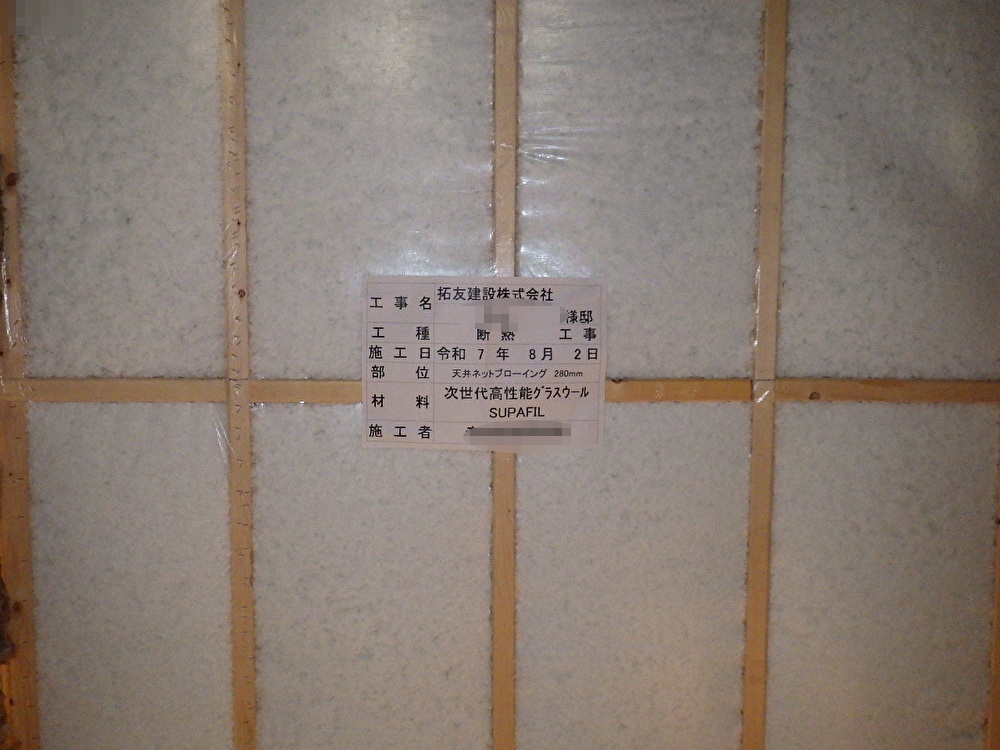 工事名 拓友建設株式会社
様邸
工種 断熱 工事
施工日 令和 7 年 8月 2日
部位 天井ネットブローイング 280mm
材料 次世代高性能グラスウール
SUPAFIL
施工者